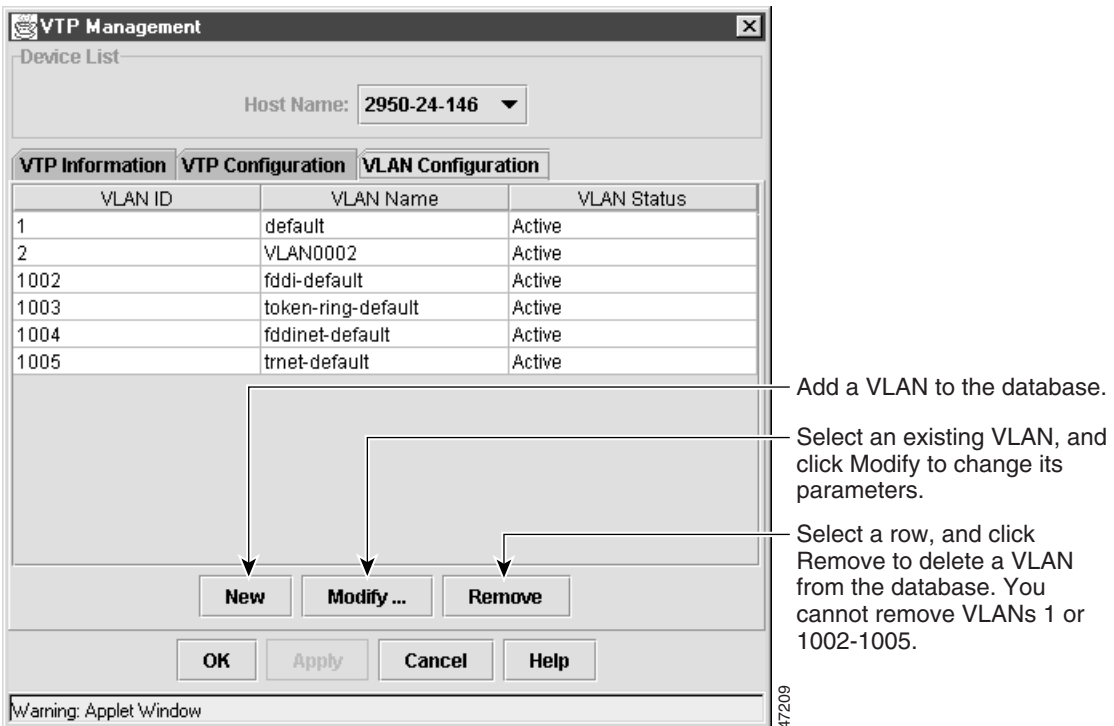 VTP Management
Device List
Host Name: 2950-24-146
VTP Information VTP Configuration VLAN Configuration
VLAN ID VLAN Name VLAN Status
1 default Active
2 VLAN0002 Active
1002 fddi-default Active
1003 token-ring-default Active
1004 fddinet-default Active
1005 trnet-default Active
Add a VLAN to the database.
Select an existing VLAN, and
click Modify to change its
parameters.
Select a row, and click
Remove to delete a VLAN
from the database. You
cannot remove VLANs 1 or
1002-1005.
New Modify ... Remove
OK Apply Cancel Help
Warning: Applet Window
47209